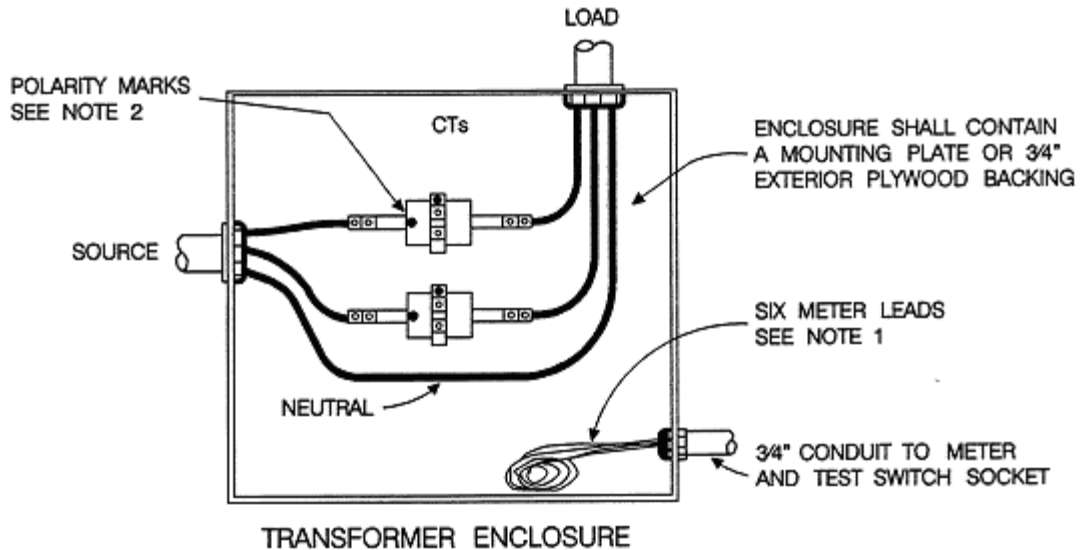 LOAD
POLARITY MARKS
SEE NOTE 2
CTs
ENCLOSURE SHALL CONTAIN
A MOUNTING PLATE OR 3/4"
EXTERIOR PLYWOOD BACKING
SOURCE
SIX METER LEADS
SEE NOTE 1
NEUTRAL
3/4" CONDUIT TO METER
AND TEST SWITCH SOCKET
TRANSFORMER ENCLOSURE